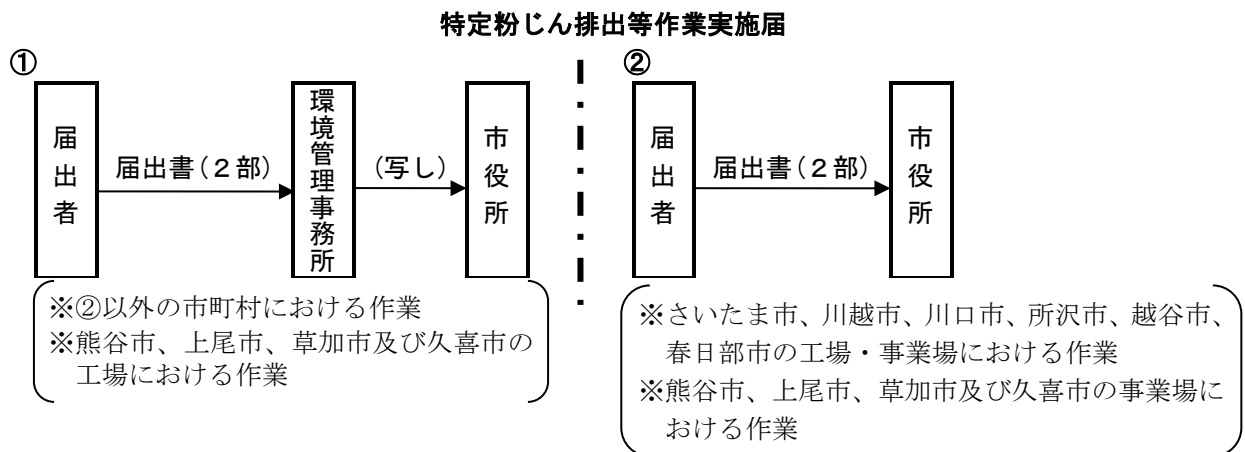 特定粉じん排出等作業実施届
①
届出者
届出書(２部)
環境管理事務所
(写し)
市役所
※②以外の市町村における作業
※熊谷市、上尾市、草加市及び久喜市の
工場における作業
②
届出者
届出書(２部)
市役所
※さいたま市、川越市、川口市、所沢市、越谷市、
春日部市の工場・事業場における作業
※熊谷市、上尾市、草加市及び久喜市の事業場に
おける作業